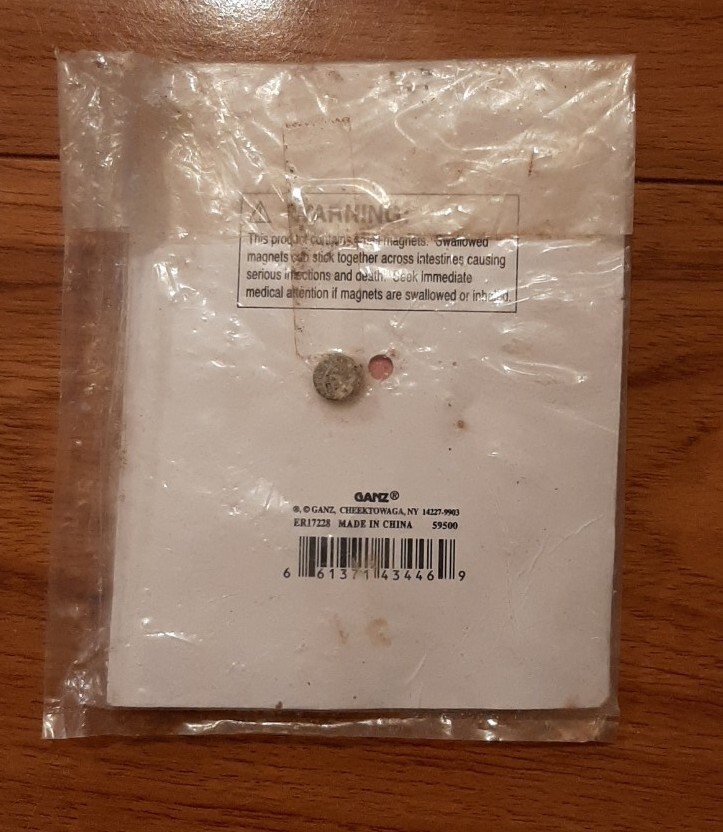 WARNING:
This product contains small magnets. Swallowed
magnets can stick together across intestines causing
serious infections and death. Seek immediate
medical attention if magnets are swallowed or inhaled.
GANZ®
®, © GANZ, CHEEKTOWAGA, NY 14227-9903
ER17228 MADE IN CHINA 59500
6 61371 43446 9